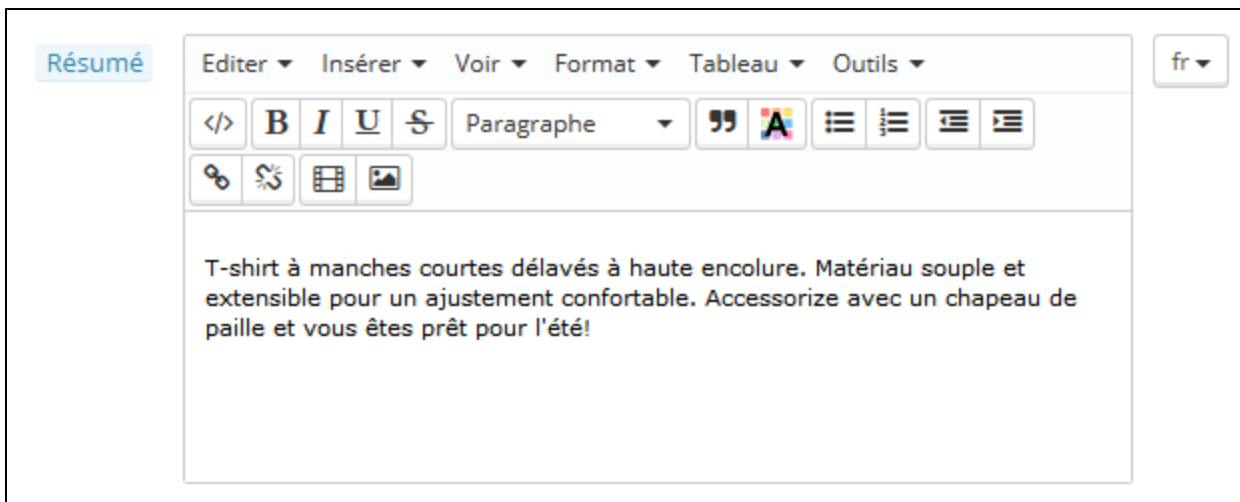 Résumé
Editer Insérer Voir Format Tableau Outils
fr
</> B I U S Paragraphe A
T-shirt à manches courtes délavés à haute encolure. Matériau souple et
extensible pour un ajustement confortable. Accessorize avec un chapeau de
paille et vous êtes prêt pour l'été!